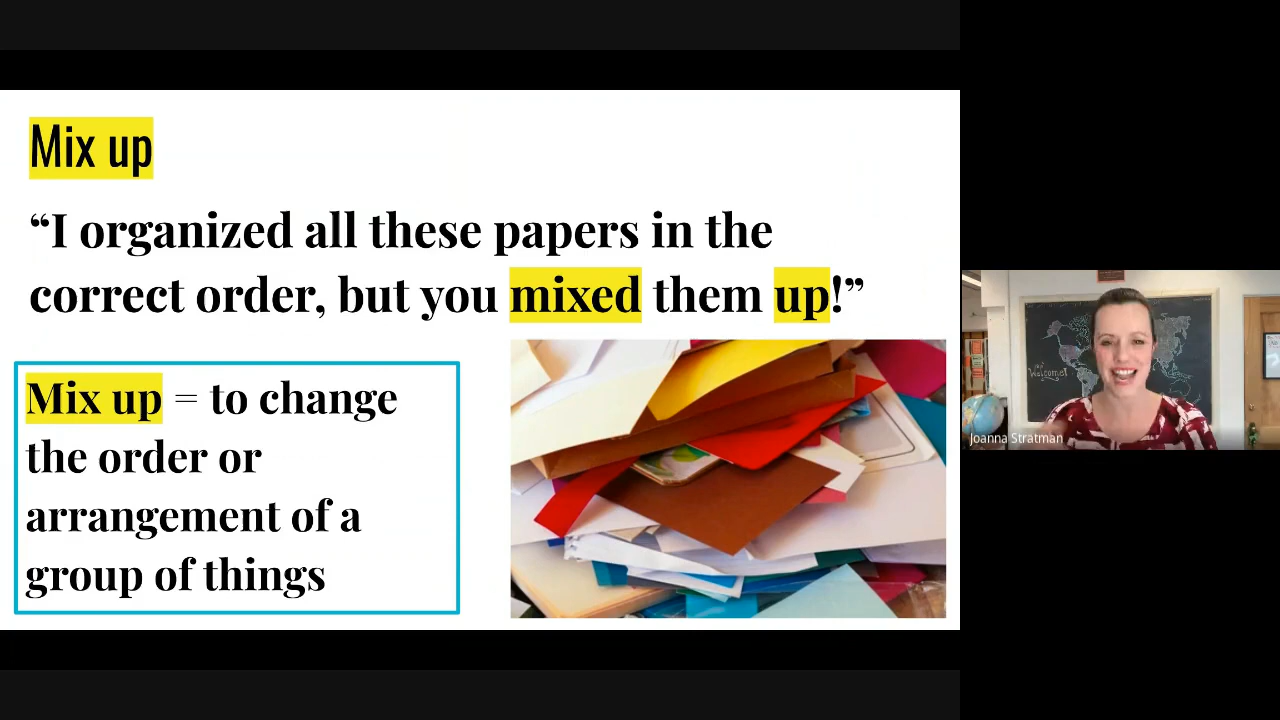 Mix up
“I organized all these papers in the
correct order, but you mixed them up!”
Mix up = to change
the order or
arrangement of a
group of things
Welcome!
Joanna Stratman